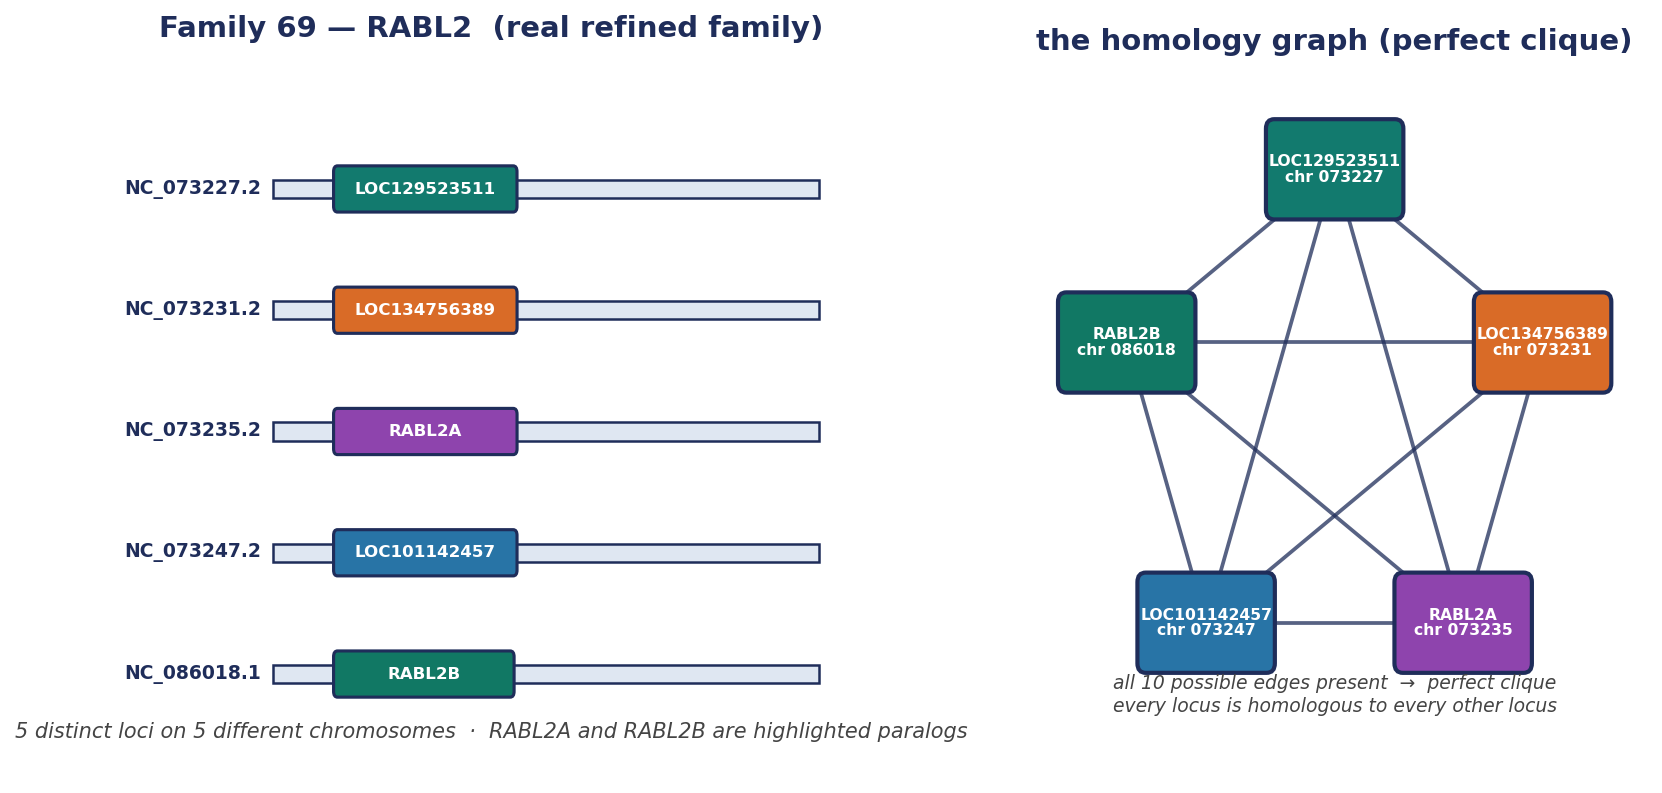 Family 69 — RABL2  (real refined family)
NC_073227.2
LOC129523511
NC_073231.2
LOC134756389
NC_073235.2
RABL2A
NC_073247.2
LOC101142457
NC_086018.1
RABL2B
5 distinct loci on 5 different chromosomes  ·  RABL2A and RABL2B are highlighted paralogs
the homology graph (perfect clique)
LOC129523511
chr 073227
RABL2B
chr 086018
LOC134756389
chr 073231
LOC101142457
chr 073247
RABL2A
chr 073235
all 10 possible edges present  →  perfect clique
every locus is homologous to every other locus